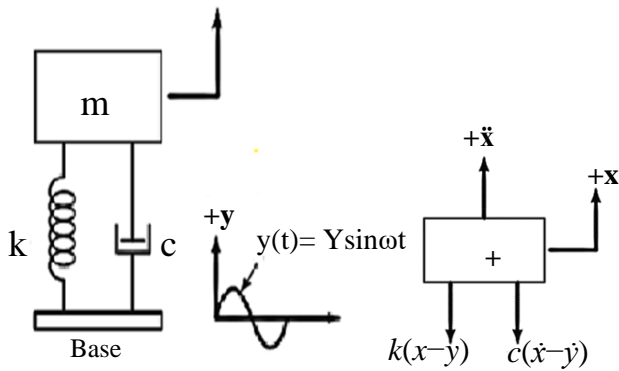 m
k
c
Base
+y
y(t)= Ysinωt
+ẍ
+x
+
k(x−y)
c(ẋ−ẏ)